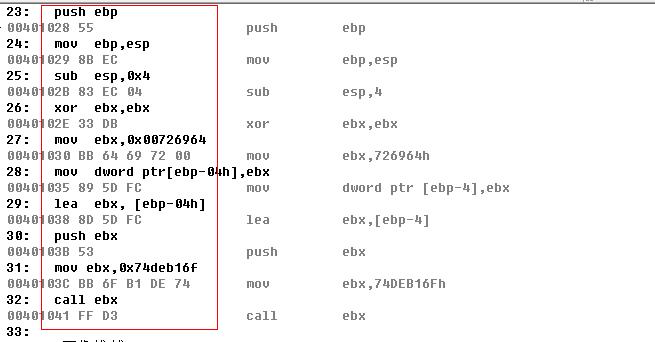 23: push ebp
00401028 55 push ebp
24: mov ebp,esp
00401029 8B EC mov ebp,esp
25: sub esp,0x4
0040102B 83 EC 04 sub esp,4
26: xor ebx,ebx
0040102E 33 DB xor ebx,ebx
27: mov ebx,0x00726964
00401030 BB 64 69 72 00 mov ebx,726964h
28: mov dword ptr[ebp-04h],ebx
00401035 89 5D FC mov dword ptr [ebp-4],ebx
29: lea ebx, [ebp-04h]
00401038 8D 5D FC lea ebx,[ebp-4]
30: push ebx
0040103B 53 push ebx
31: mov ebx,0x74deb16f
0040103C BB 6F B1 DE 74 mov ebx,74DEB16Fh
32: call ebx
00401041 FF D3 call ebx
33: